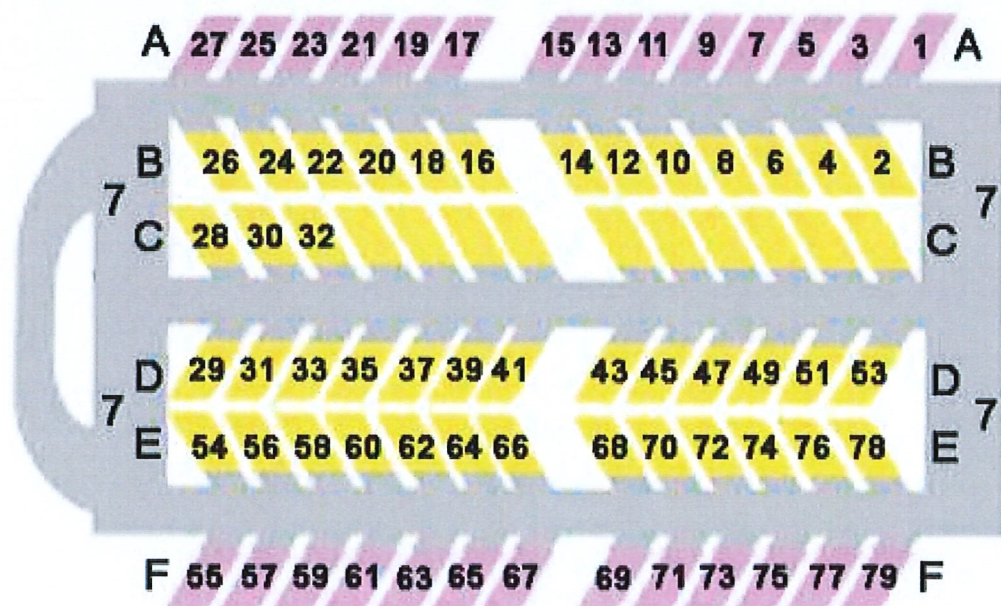 A 27 25 23 21 19 17 15 13 11 9 7 5 3 1 A
B 26 24 22 20 18 16 14 12 10 8 6 4 2 B
7 7
C 28 30 32 C
D 29 31 33 35 37 39 41 43 45 47 49 51 53 D
7 7
E 54 56 58 60 62 64 66 68 70 72 74 76 78 E
F 55 57 59 61 63 65 67 69 71 73 75 77 79 F